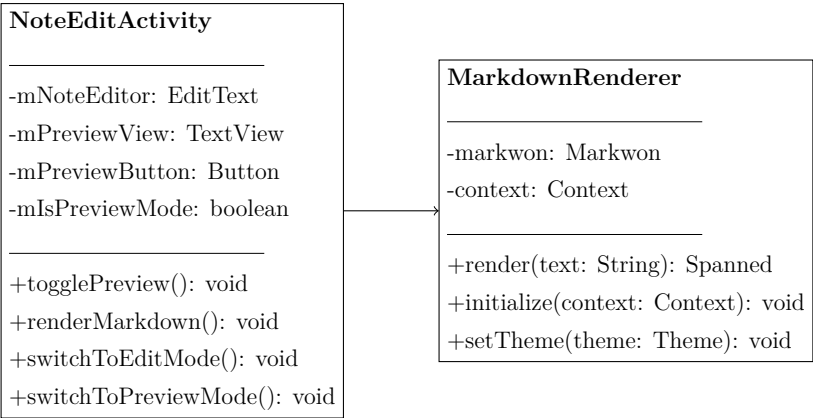 NoteEditActivity
-mNoteEditor: EditText
-mPreviewView: TextView
-mPreviewButton: Button
-mIsPreviewMode: boolean
+togglePreview(): void
+renderMarkdown(): void
+switchToEditMode(): void
+switchToPreviewMode(): void
MarkdownRenderer
-markwon: Markwon
-context: Context
+render(text: String): Spanned
+initialize(context: Context): void
+setTheme(theme: Theme): void